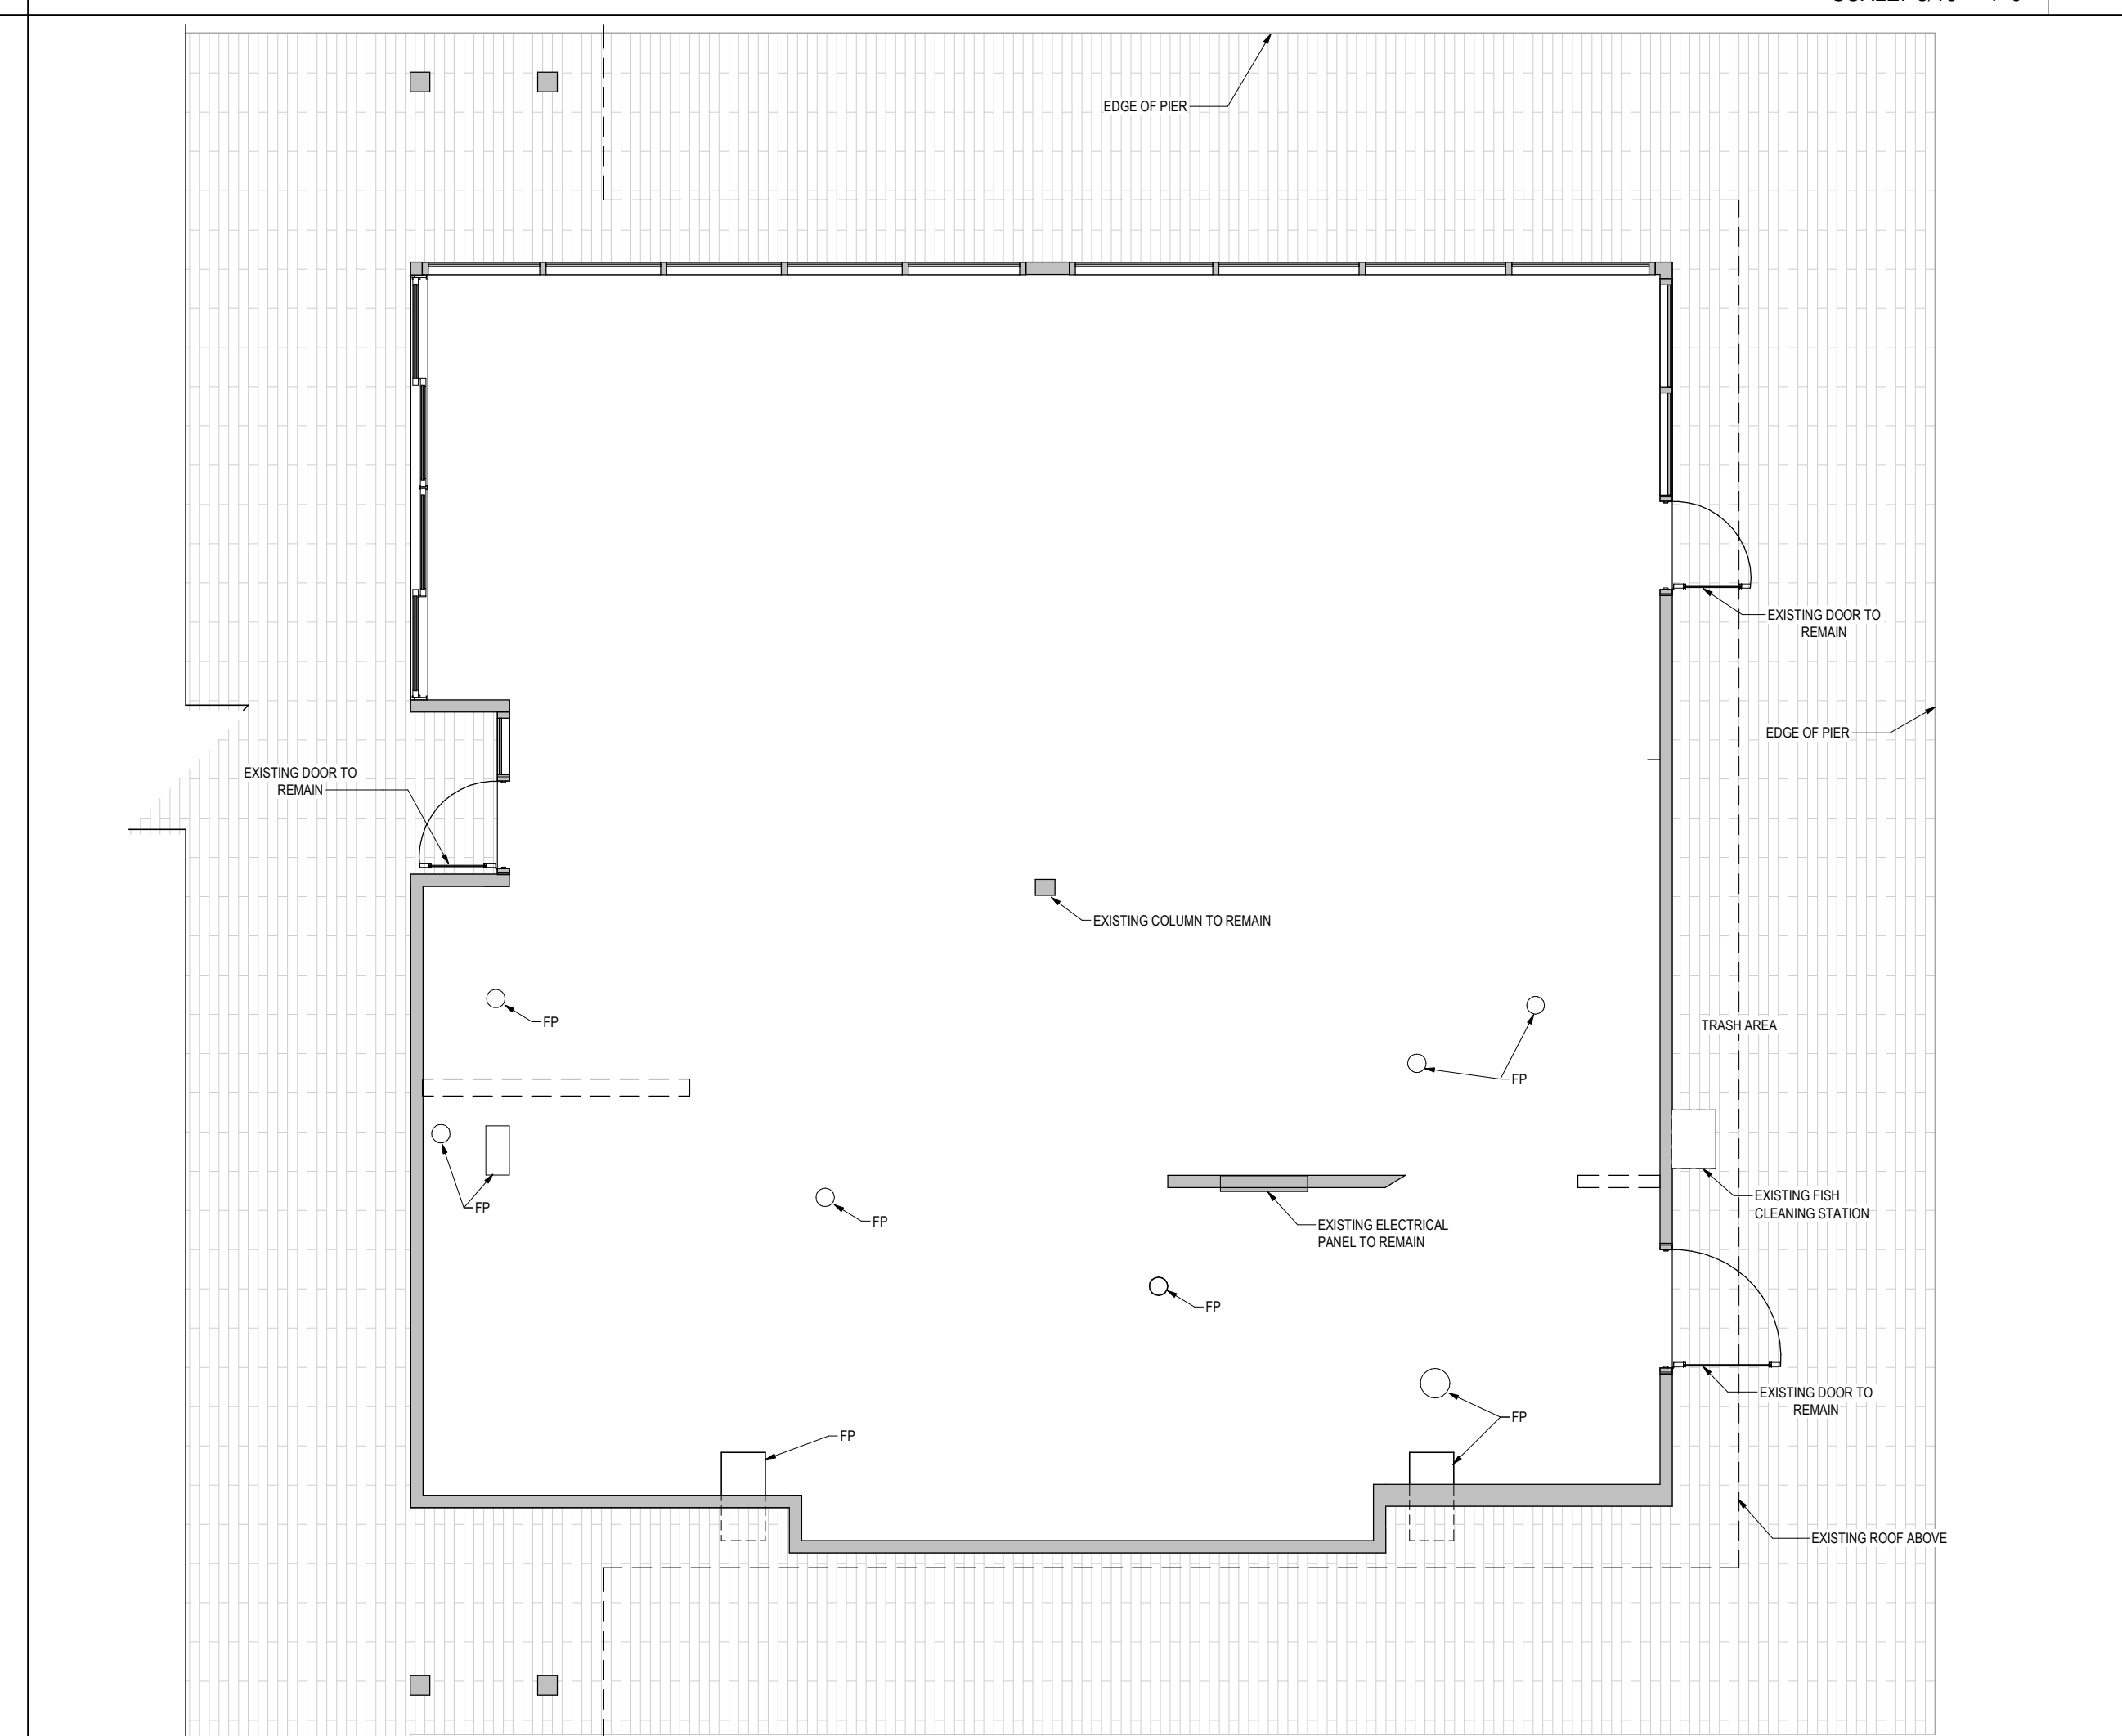 EDGE OF PIER
EXISTING DOOR TO
REMAIN
EDGE OF PIER
EXISTING DOOR TO
REMAIN
EXISTING COLUMN TO REMAIN
FP
TRASH AREA
FP
FP
EXISTING FISH
CLEANING STATION
FP
EXISTING ELECTRICAL
PANEL TO REMAIN
FP
EXISTING DOOR TO
REMAIN
FP
FP
EXISTING ROOF ABOVE